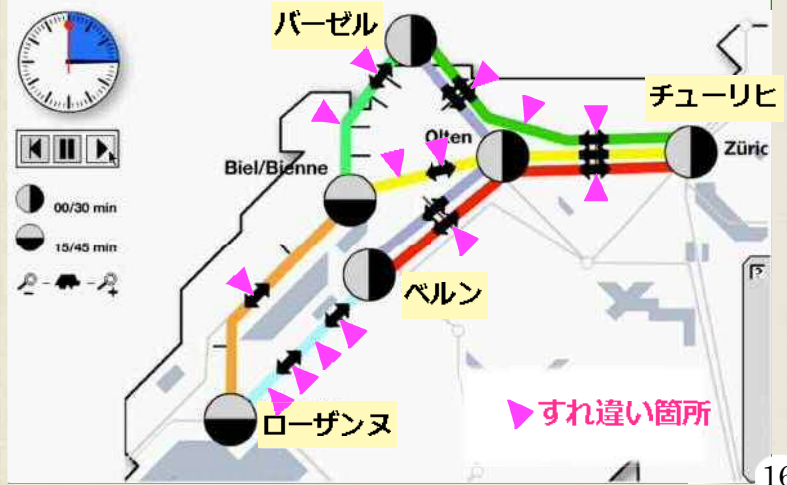 バーゼル
チューリヒ
Olten
Züric
Biel/Bienne
00/30 min
15/45 min
ベルン
ローザンヌ
すれ違い箇所
16